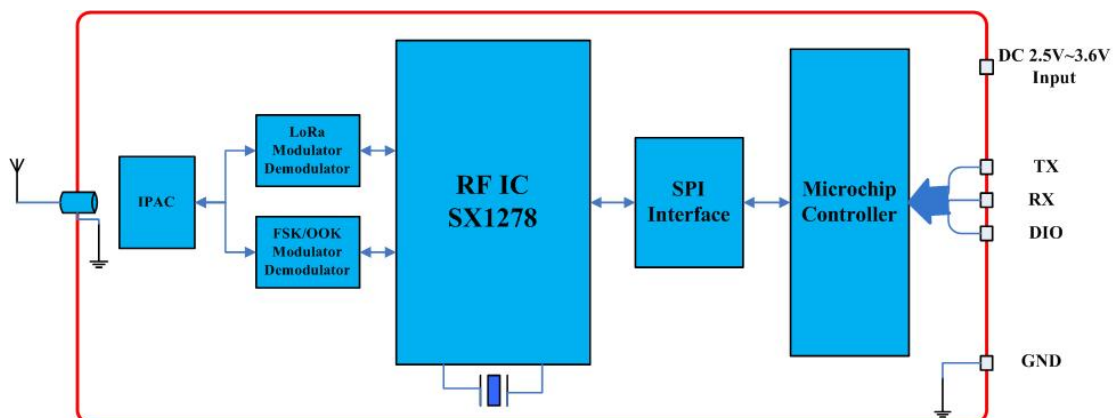 DC 2.5V~3.6V
Input
LoRa
Modulator
Demodulator
IPAC
FSK/OOK
Modulator
Demodulator
RF IC
SX1278
SPI
Interface
Microchip
Controller
TX
RX
DIO
GND